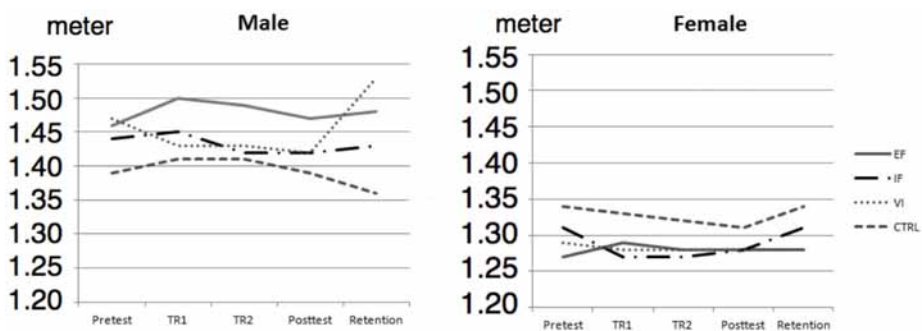 meter Male
1.55
1.50
1.45
1.40
1.35
1.30
1.25
1.20
Pretest TR1 TR2 Posttest Retention
meter Female
1.55
1.50
1.45
1.40
1.35
1.30
1.25
1.20
Pretest TR1 TR2 Posttest Retention
EF
IF
VI
CTRL